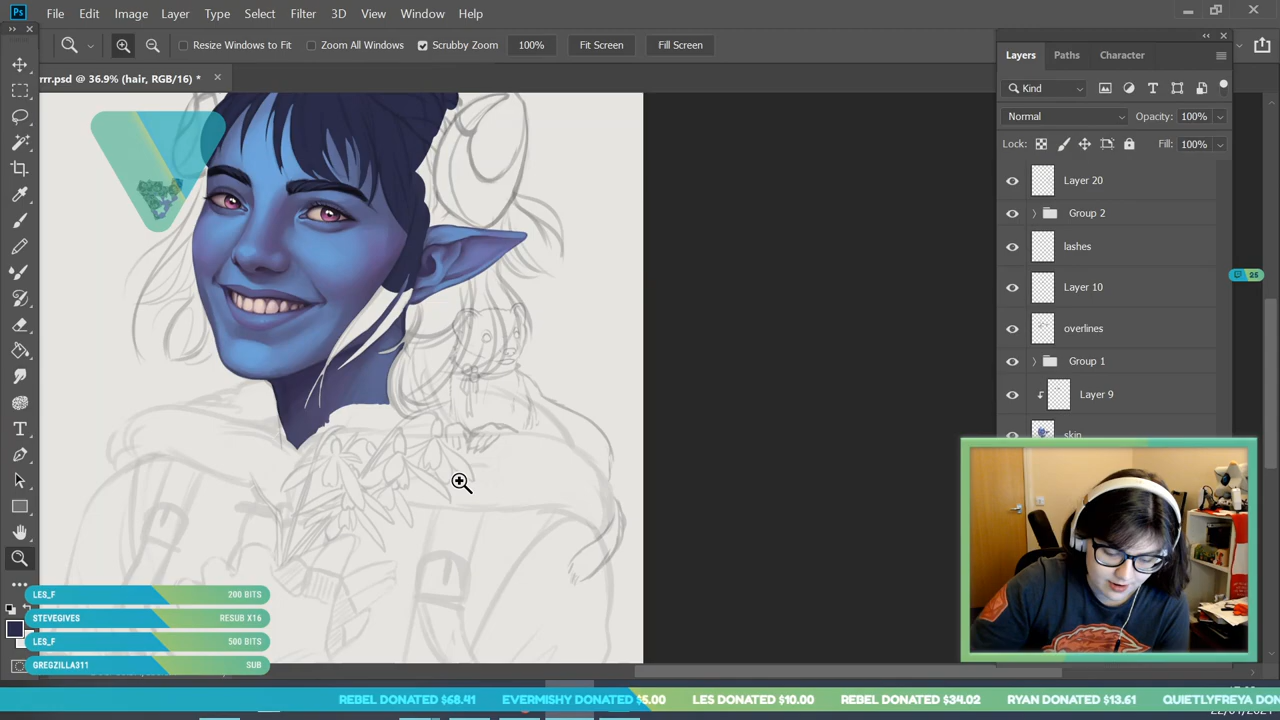 Ps File Edit Image Layer Type Select Filter 3D View Window Help
Resize Windows to Fit Zoom All Windows Scrubby Zoom 100% Fit Screen Fill Screen
rrr.psd @ 36.9% (hair, RGB/16) *
Layers Paths Character
Kind
Normal Opacity: 100%
Lock: Fill: 100%
Layer 20
Group 2
lashes
25
Layer 10
overlines
Group 1
Layer 9
skin
LES_F 200 BITS
STEVEGIVES RESUB X16
LES_F 500 BITS
GREGZILLA311 SUB
REBEL DONATED $68.41 EVERMISHY DONATED $5.00 LES DONATED $10.00 REBEL DONATED $34.02 RYAN DONATED $13.61 QUIETLYFREYA DON